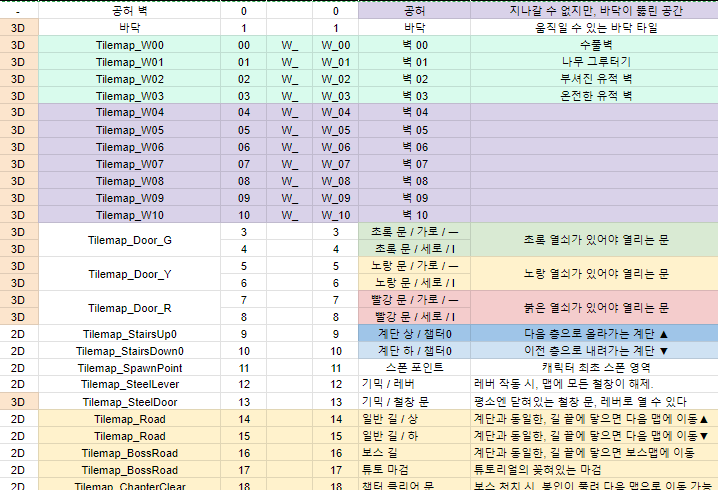 - 공허 벽 0 0 공허 지나갈 수 없지만, 바닥이 뚫린 공간
3D 바닥 1 1 바닥 움직일 수 있는 바닥 타일
3D Tilemap_W00 00 W_ W_00 벽 00 수풀벽
3D Tilemap_W01 01 W_ W_01 벽 01 나무 그루터기
3D Tilemap_W02 02 W_ W_02 벽 02 부셔진 유적 벽
3D Tilemap_W03 03 W_ W_03 벽 03 온전한 유적 벽
3D Tilemap_W04 04 W_ W_04 벽 04
3D Tilemap_W05 05 W_ W_05 벽 05
3D Tilemap_W06 06 W_ W_06 벽 06
3D Tilemap_W07 07 W_ W_07 벽 07
3D Tilemap_W08 08 W_ W_08 벽 08
3D Tilemap_W09 09 W_ W_09 벽 09
3D Tilemap_W10 10 W_ W_10 벽 10
3D Tilemap_Door_G 3 3 초록 문 / 가로 / ㅡ 초록 열쇠가 있어야 열리는 문
3D 4 4 초록 문 / 세로 / l
3D Tilemap_Door_Y 5 5 노랑 문 / 가로 / ㅡ 노랑 열쇠가 있어야 열리는 문
3D 6 6 노랑 문 / 세로 / l
3D Tilemap_Door_R 7 7 빨강 문 / 가로 / ㅡ 붉은 열쇠가 있어야 열리는 문
3D 8 8 빨강 문 / 세로 / l
2D Tilemap_StairsUp0 9 9 계단 상 / 챕터0 다음 층으로 올라가는 계단 ▲
2D Tilemap_StairsDown0 10 10 계단 하 / 챕터0 이전 층으로 내려가는 계단 ▼
2D Tilemap_SpawnPoint 11 11 스폰 포인트 캐릭터 최초 스폰 영역
2D Tilemap_SteelLever 12 12 기믹 / 레버 레버 작동 시, 맵에 모든 철창이 해제.
3D Tilemap_SteelDoor 13 13 기믹 / 철창 문 평소엔 닫혀있는 철창 문, 레버로 열 수 있다
2D Tilemap_Road 14 14 일반 길 / 상 계단과 동일한, 길 끝에 닿으면 다음 맵에 이동▲
2D Tilemap_Road 15 15 일반 길 / 하 계단과 동일한, 길 끝에 닿으면 다음 맵에 이동▼
2D Tilemap_BossRoad 16 16 보스 길 계단과 동일한, 길 끝에 닿으면 보스맵에 이동
2D Tilemap_BossRoad 17 17 튜토 마검 튜토리얼의 꽂혀있는 마검
2D Tilemap_ChapterClear 18 18 챕터 클리어 문 보스 처치 시, 봉인이 풀려 다음 맵으로 이동 가능